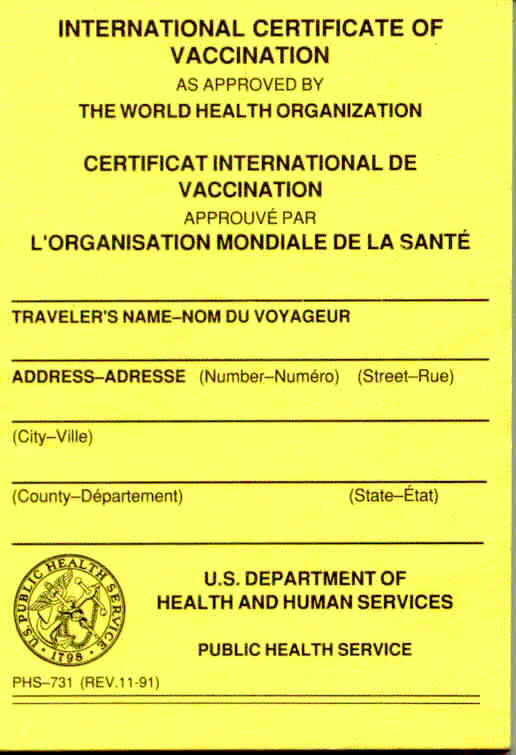 INTERNATIONAL CERTIFICATE OF
VACCINATION
AS APPROVED BY
THE WORLD HEALTH ORGANIZATION
CERTIFICAT INTERNATIONAL DE
VACCINATION
APPROUVÉ PAR
L'ORGANISATION MONDIALE DE LA SANTÉ
TRAVELER'S NAME–NOM DU VOYAGEUR
ADDRESS–ADRESSE (Number–Numéro) (Street–Rue)
(City–Ville)
(County–Département) (State–État)
U.S. PUBLIC HEALTH SERVICE
1798
U.S. DEPARTMENT OF
HEALTH AND HUMAN SERVICES
PUBLIC HEALTH SERVICE
PHS–731 (REV.11-91)